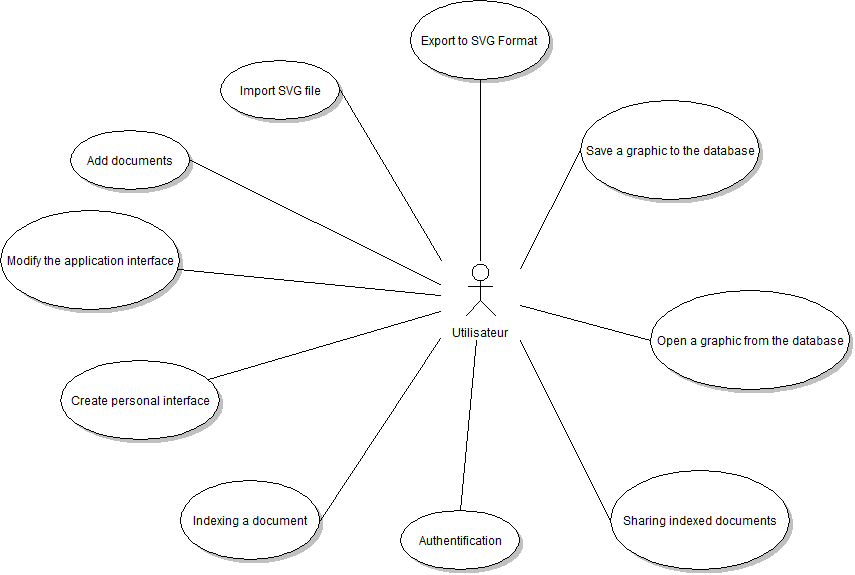 Export to SVG Format
Import SVG file
Save a graphic to the database
Add documents
Modify the application interface
Utilisateur
Open a graphic from the database
Create personal interface
Indexing a document
Sharing indexed documents
Authentification